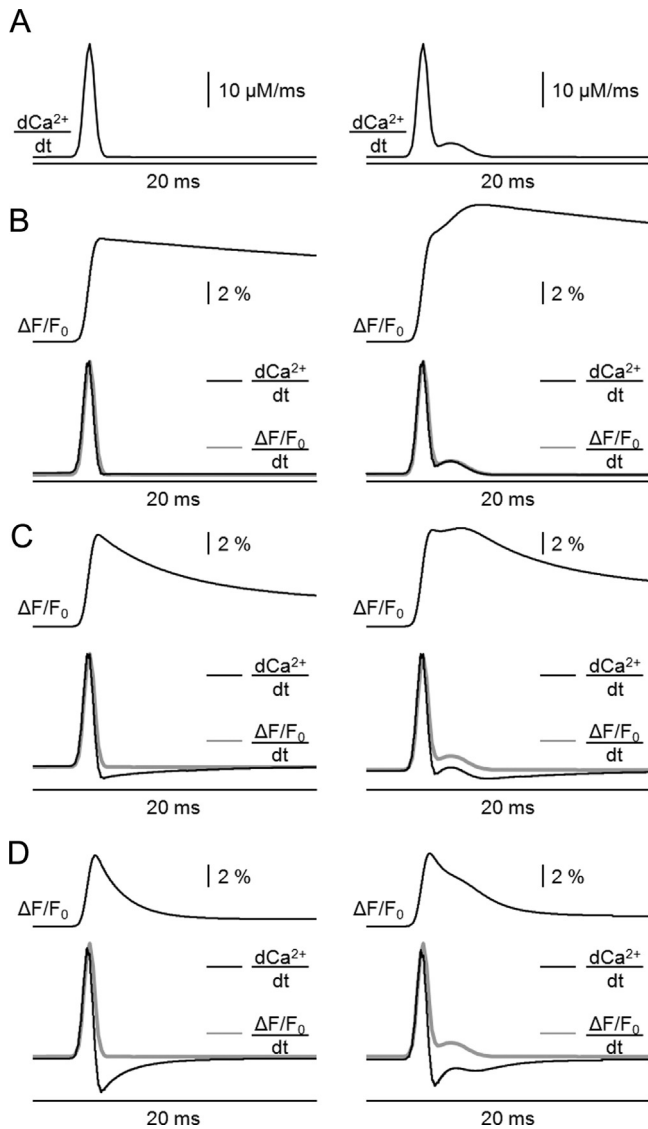 A
10 µM/ms
10 µM/ms
dCa²⁺
dt
dCa²⁺
dt
20 ms
20 ms
B
2 %
2 %
ΔF/F₀
ΔF/F₀
dCa²⁺
dt
dCa²⁺
dt
ΔF/F₀
dt
ΔF/F₀
dt
20 ms
20 ms
C
2 %
2 %
ΔF/F₀
ΔF/F₀
dCa²⁺
dt
dCa²⁺
dt
ΔF/F₀
dt
ΔF/F₀
dt
20 ms
20 ms
D
2 %
2 %
ΔF/F₀
ΔF/F₀
dCa²⁺
dt
dCa²⁺
dt
ΔF/F₀
dt
ΔF/F₀
dt
20 ms
20 ms